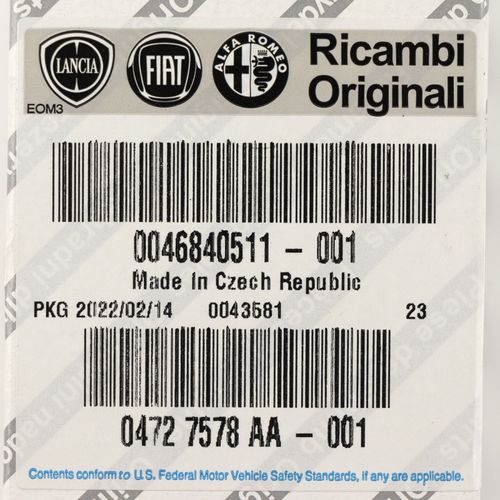 LANCIA FIAT ALFA ROMEO Ricambi
EOM3 Originali
0046840511 - 001
Made In Czech Republic
PKG 2022/02/14 0043581 23
0472 7578 AA - 001
Contents conform to U.S. Federal Motor Vehicle Safety Standards, if any are applicable.